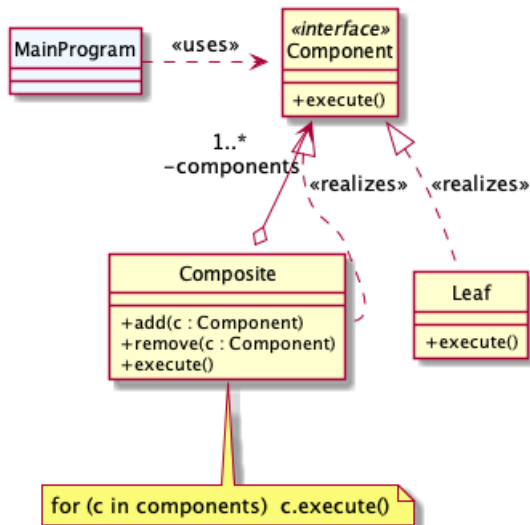 «interface»
Component
+execute()
MainProgram
«uses»
1..*
-components
«realizes»
«realizes»
Composite
+add(c : Component)
+remove(c : Component)
+execute()
Leaf
+execute()
for (c in components)  c.execute()